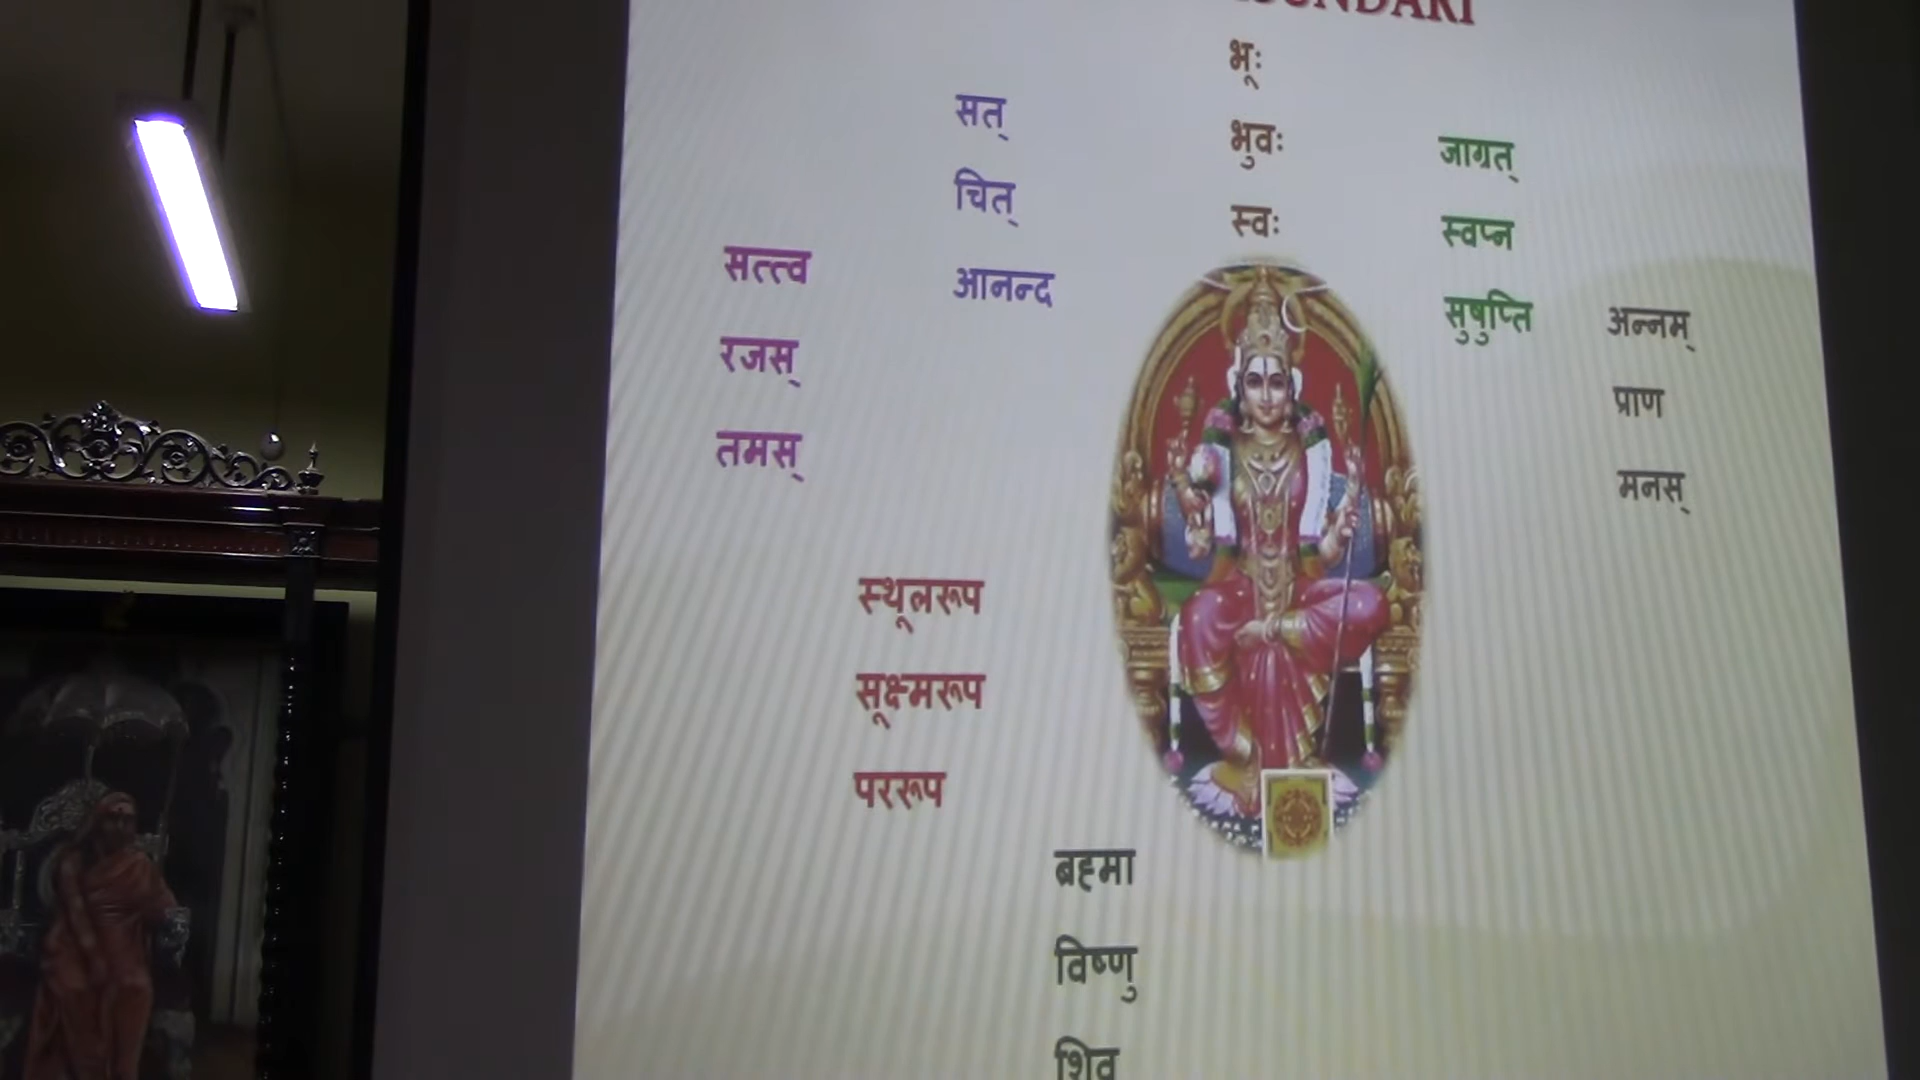 भूः
भुवः
स्वः
सत्
चित्
आनन्द
जाग्रत्
स्वप्न
सुषुप्ति
सत्त्व
रजस्
तमस्
अन्नम्
प्राण
मनस्
स्थूलरूप
सूक्ष्मरूप
पररूप
ब्रह्मा
विष्णु
शिव